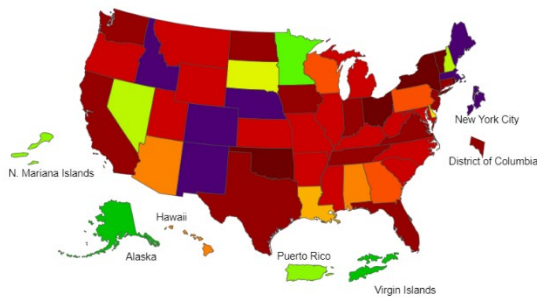 New York City
District of Columbia
N. Mariana Islands
Hawaii
Alaska
Puerto Rico
Virgin Islands